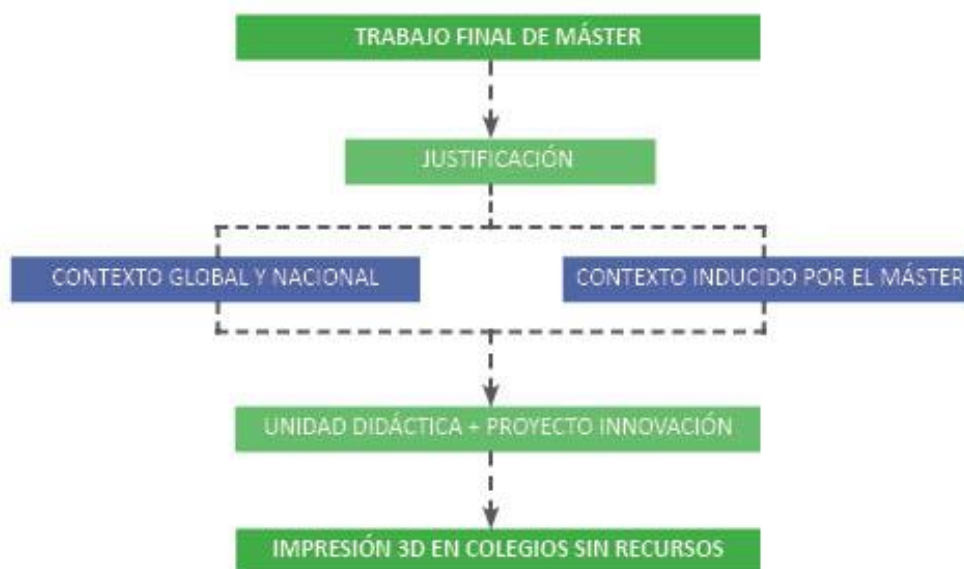 TRABAJO FINAL DE MÁSTER
JUSTIFICACIÓN
CONTEXTO GLOBAL Y NACIONAL
CONTEXTO INDUCIDO POR EL MÁSTER
UNIDAD DIDÁCTICA + PROYECTO INNOVACIÓN
IMPRESIÓN 3D EN COLEGIOS SIN RECURSOS